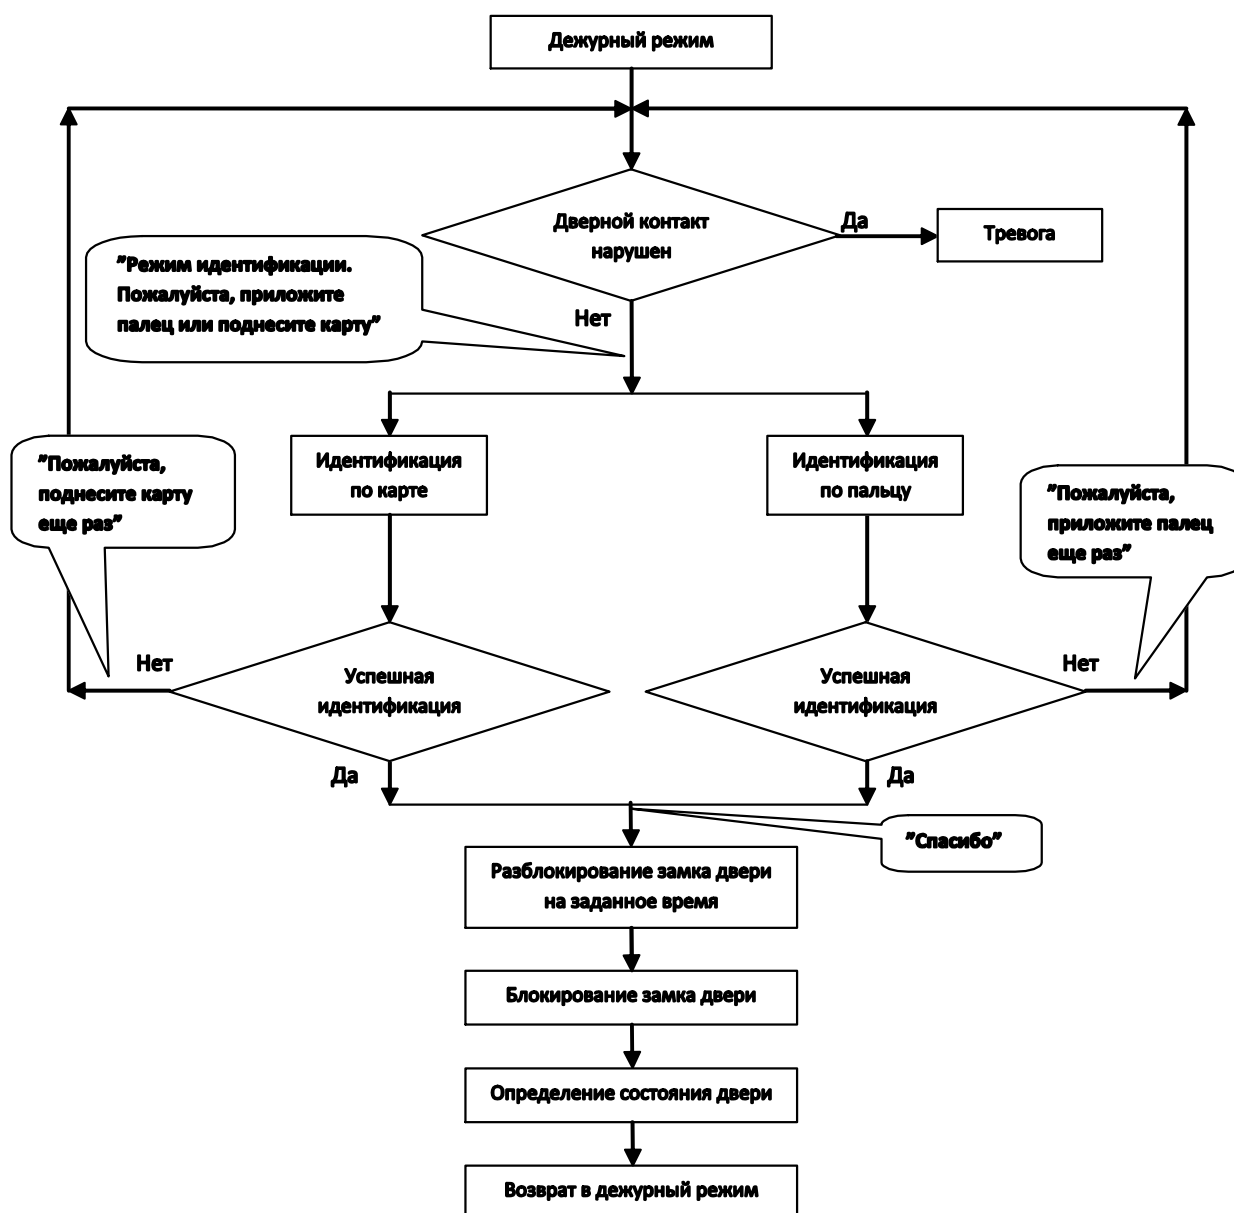 Дежурный режим
Дверной контакт
нарушен
Да
Тревога
”Режим идентификации.
Пожалуйста, приложите
палец или поднесите карту”
Нет
Идентификация
по карте
Идентификация
по пальцу
”Пожалуйста,
поднесите карту
еще раз”
”Пожалуйста,
приложите палец
еще раз”
Нет
Успешная
идентификация
Успешная
идентификация
Нет
Да
Да
”Спасибо”
Разблокирование замка двери
на заданное время
Блокирование замка двери
Определение состояния двери
Возврат в дежурный режим